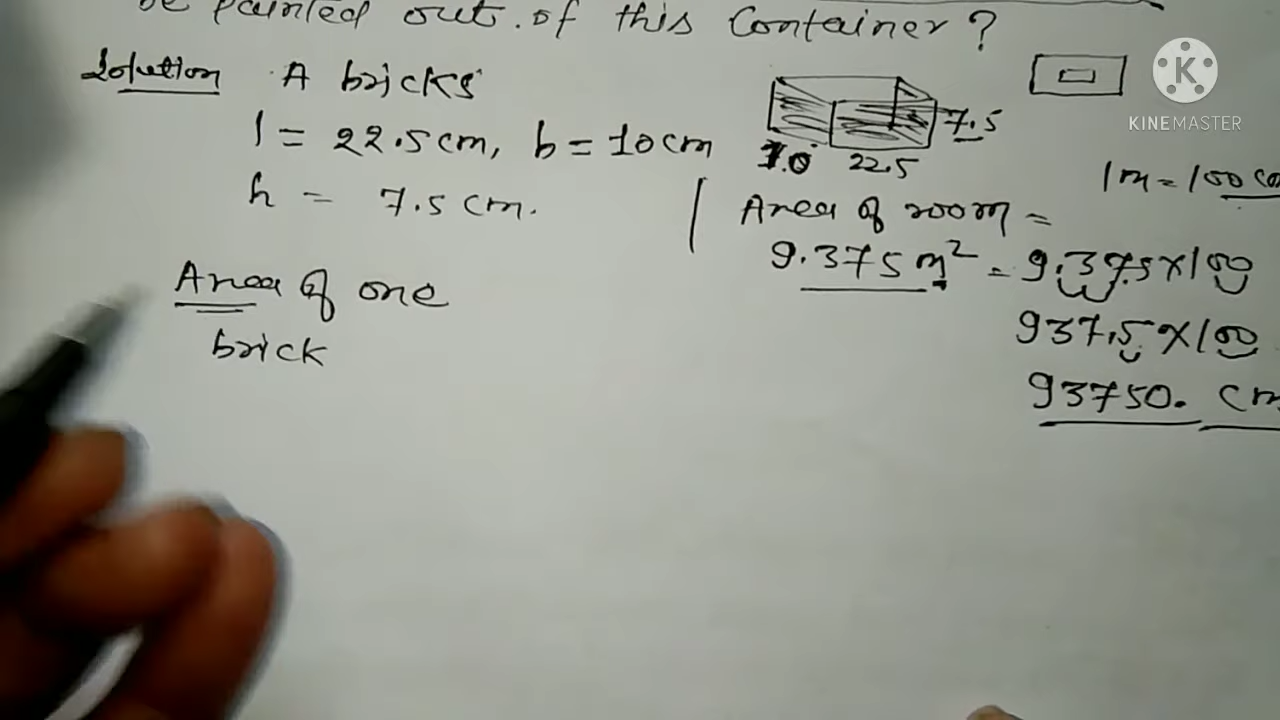 be painted out of this Container?
Solution A bricks
l = 22.5 cm, b = 10 cm
h = 7.5 cm.
7.5
10 22.5
KINEMASTER
1m = 100 cm
Area of room =
9.375 m² = 9.375×100
937.5 × 100
93750. cm
Area of one
brick